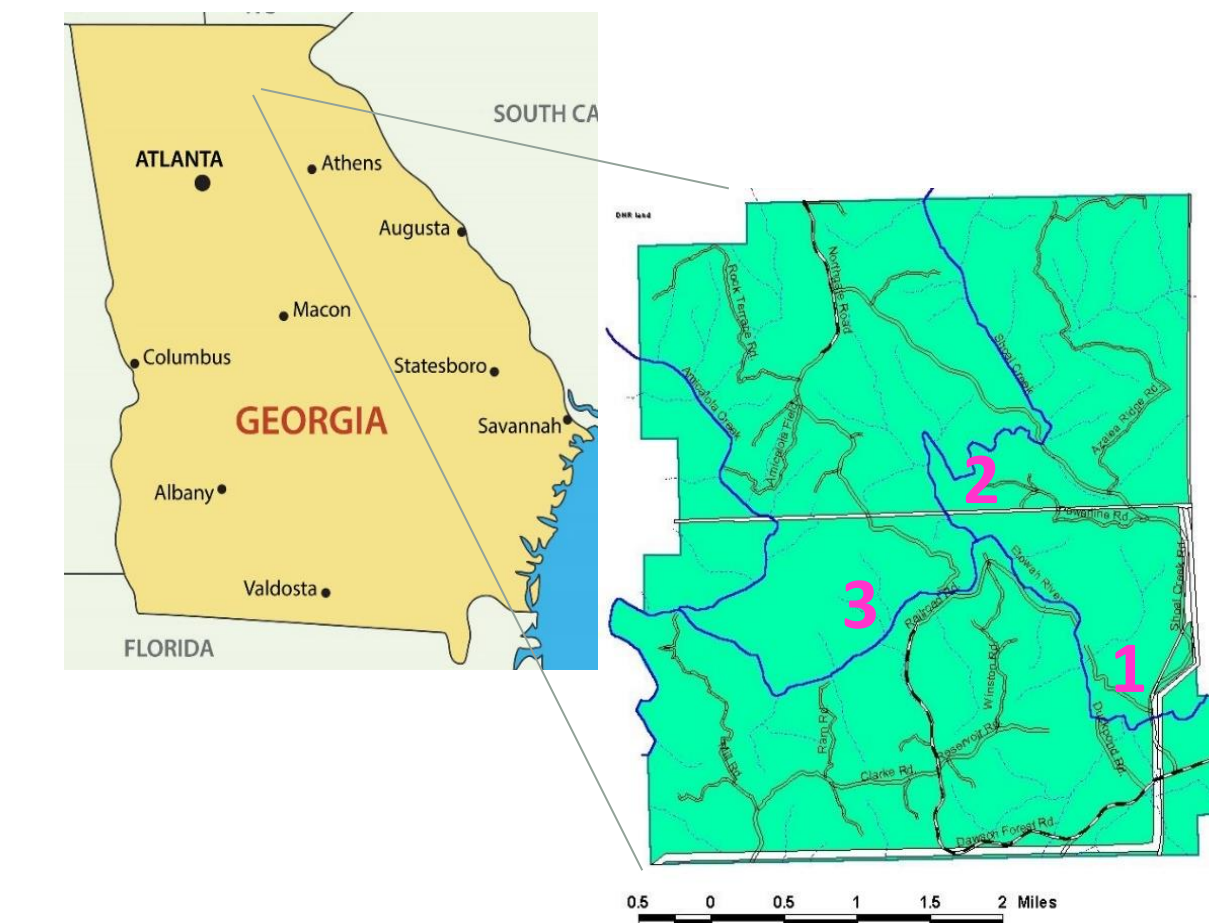 SOUTH CA
ATLANTA
Athens
Augusta
Macon
Columbus
Statesboro
GEORGIA
Savannah
Albany
Valdosta
FLORIDA
DNR land
Northgate Road
Rock Terrace Rd
Shoal Creek
Amicalola Creek
Azalea Ridge Rd
Amicalola Field
2
Powerline Rd
Etowah River
Shoal Creek Rd
3
Railroad Rd
Winston Rd
1
Duckpond Rd
Ram Rd
Reservoir Rd
Clarke Rd
Dawson Forest Rd
0.5 0 0.5 1 1.5 2 Miles